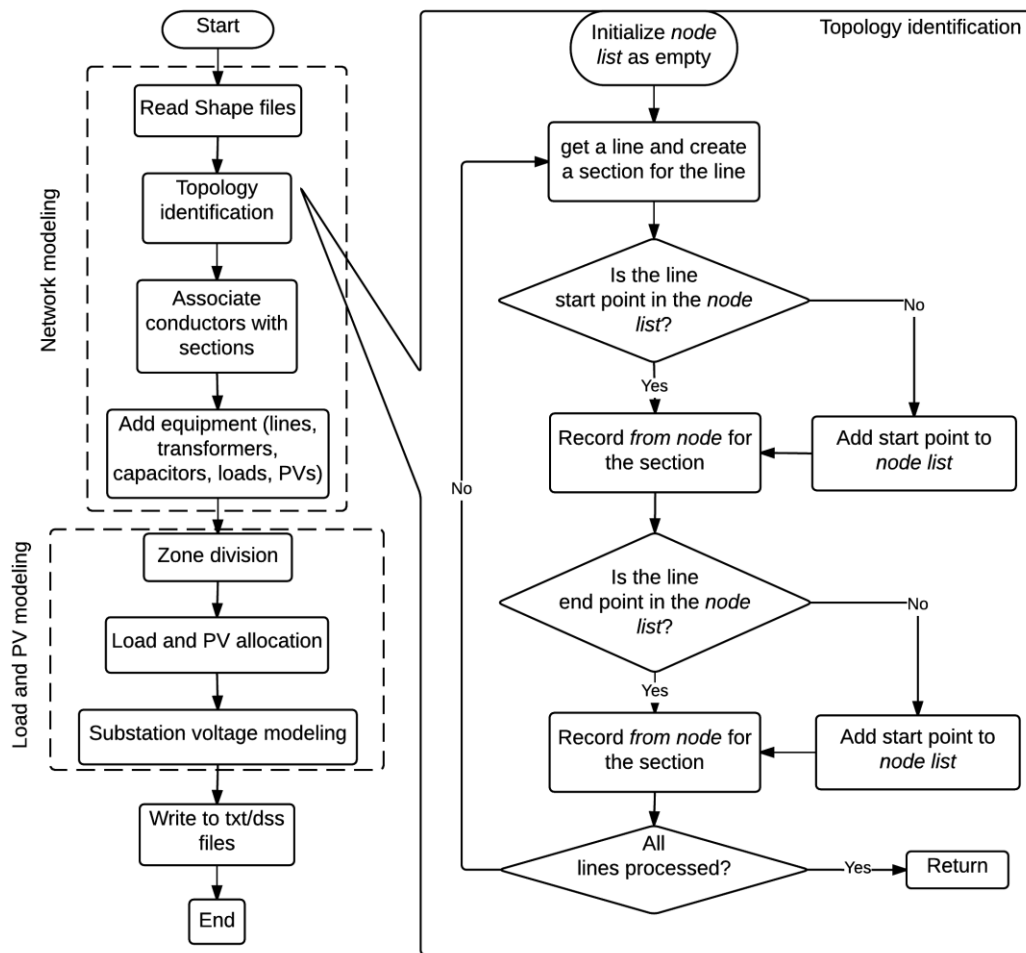 Start
Network modeling
Read Shape files
Topology
identification
Associate
conductors with
sections
Add equipment (lines,
transformers,
capacitors, loads, PVs)
Load and PV modeling
Zone division
Load and PV allocation
Substation voltage modeling
Write to txt/dss
files
End
Topology identification
Initialize node
list as empty
get a line and create
a section for the line
Is the line
start point in the node
list?
No
Yes
Add start point to
node list
Record from node for
the section
Is the line
end point in the node
list?
No
Yes
Add start point to
node list
Record from node for
the section
All
lines processed?
No
Yes
Return